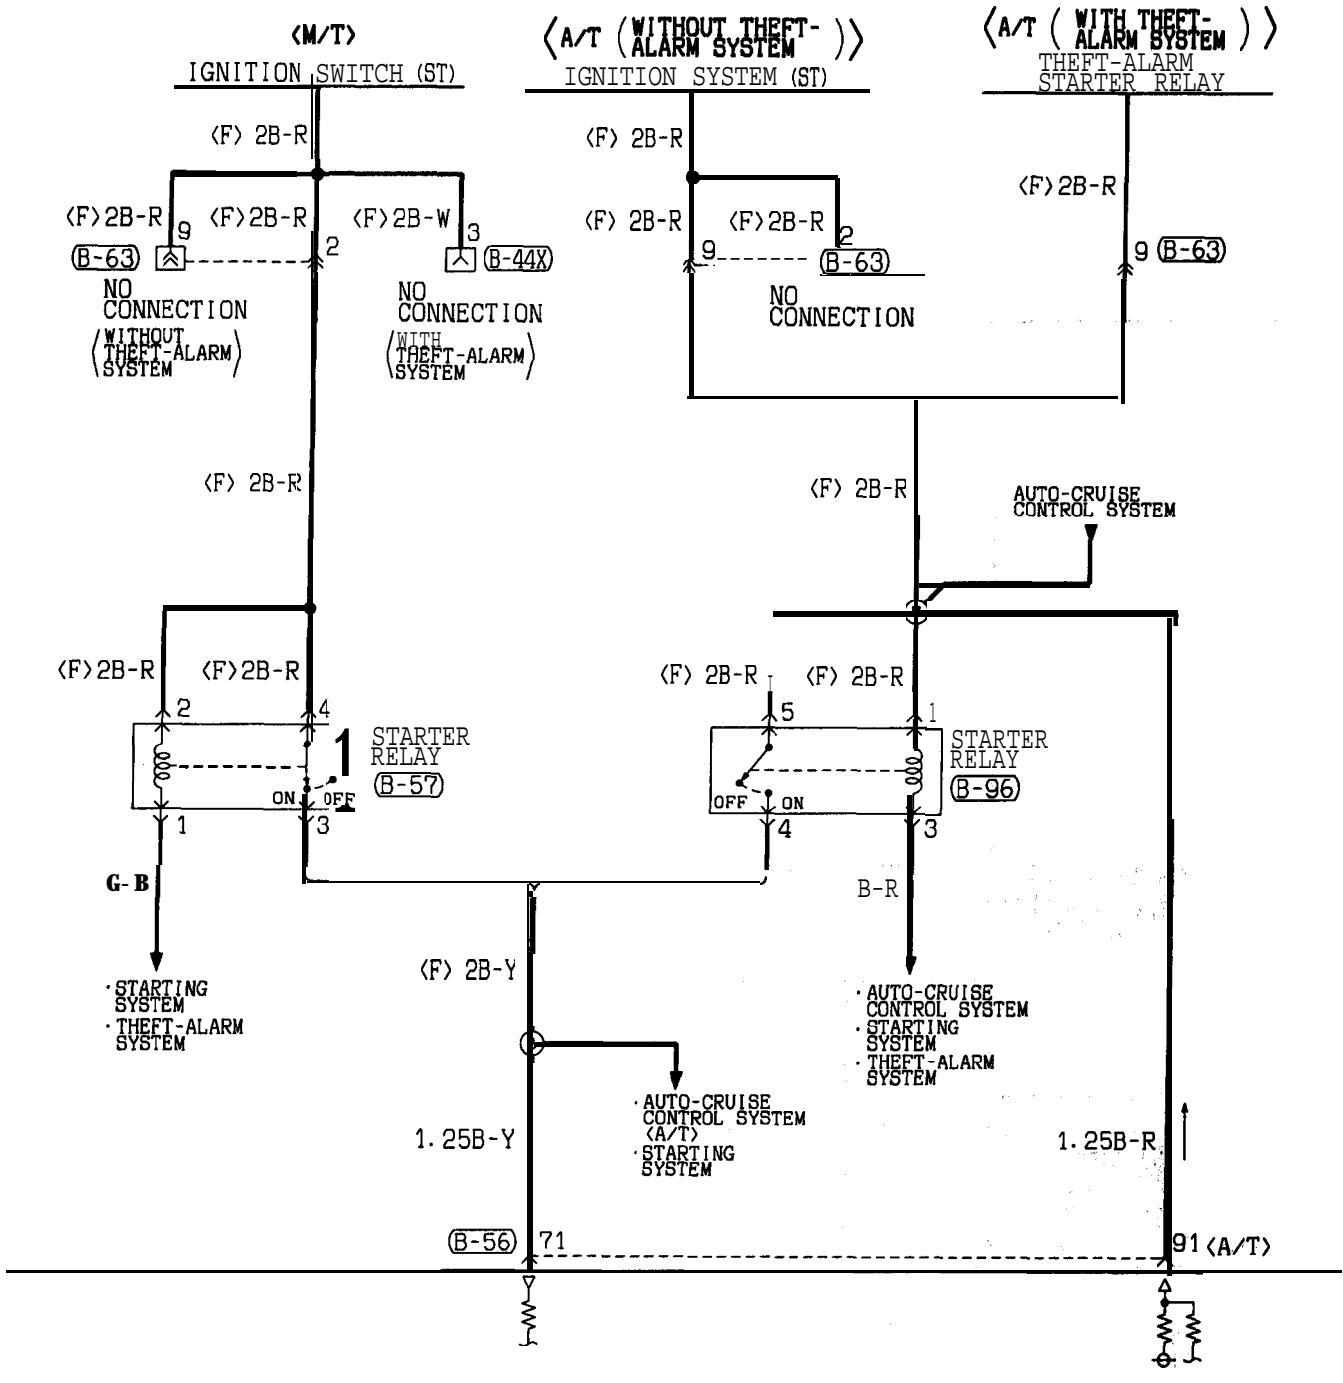 <M/T>
IGNITION SWITCH (ST)
<A/T (WITHOUT THEFT-
ALARM SYSTEM)>
IGNITION SYSTEM (ST)
<A/T (WITH THEFT-
ALARM SYSTEM)>
THEFT-ALARM
STARTER RELAY
<F> 2B-R
<F> 2B-R
<F>2B-R
<F>2B-R
<F>2B-R
<F>2B-W
<F> 2B-R
<F>2B-R
9
2
3
9
2
9
B-63
B-44X
B-63
B-63
NO
CONNECTION
(WITHOUT
THEFT-ALARM
SYSTEM)
NO
CONNECTION
(WITH
THEFT-ALARM
SYSTEM)
NO
CONNECTION
<F> 2B-R
<F> 2B-R
AUTO-CRUISE
CONTROL SYSTEM
<F>2B-R
<F>2B-R
<F> 2B-R
<F> 2B-R
2
4
5
1
1
STARTER
RELAY
B-57
STARTER
RELAY
B-96
ON
OFF
OFF
ON
1
3
4
3
G-B
B-R
<F> 2B-Y
·STARTING
SYSTEM
·THEFT-ALARM
SYSTEM
·AUTO-CRUISE
CONTROL SYSTEM
·STARTING
SYSTEM
·THEFT-ALARM
SYSTEM
·AUTO-CRUISE
CONTROL SYSTEM
<A/T>
·STARTING
SYSTEM
1.25B-Y
1.25B-R
B-56
71
91
<A/T>